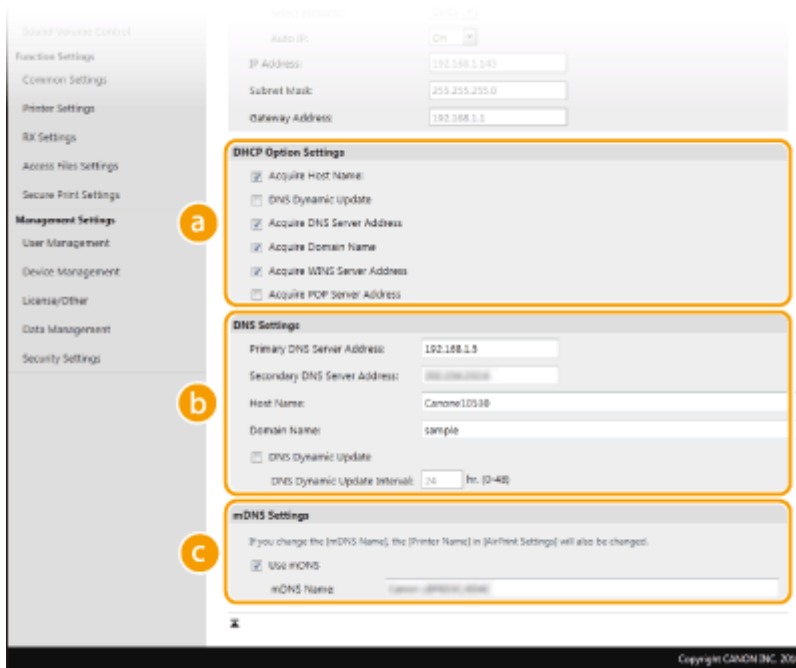 Sound Volume Control
Function Settings
Common Settings
Printer Settings
RX Settings
Access Files Settings
Secure Print Settings
Management Settings
User Management
Device Management
License/Other
Data Management
Security Settings
Auto IP: On
IP Address: 192.168.1.143
Subnet Mask: 255.255.255.0
Gateway Address: 192.168.1.1
a
DHCP Option Settings
Acquire Host Name:
DNS Dynamic Update
Acquire DNS Server Address
Acquire Domain Name
Acquire WINS Server Address
Acquire POP Server Address
b
DNS Settings
Primary DNS Server Address: 192.168.1.5
Secondary DNS Server Address:
Host Name: Canone10530
Domain Name: sample
DNS Dynamic Update
DNS Dynamic Update Interval: 24 hr. (0-48)
c
mDNS Settings
If you change the [mDNS Name], the [Printer Name] in [AirPrint Settings] will also be changed.
Use mDNS
mDNS Name:
Copyright CANON INC.